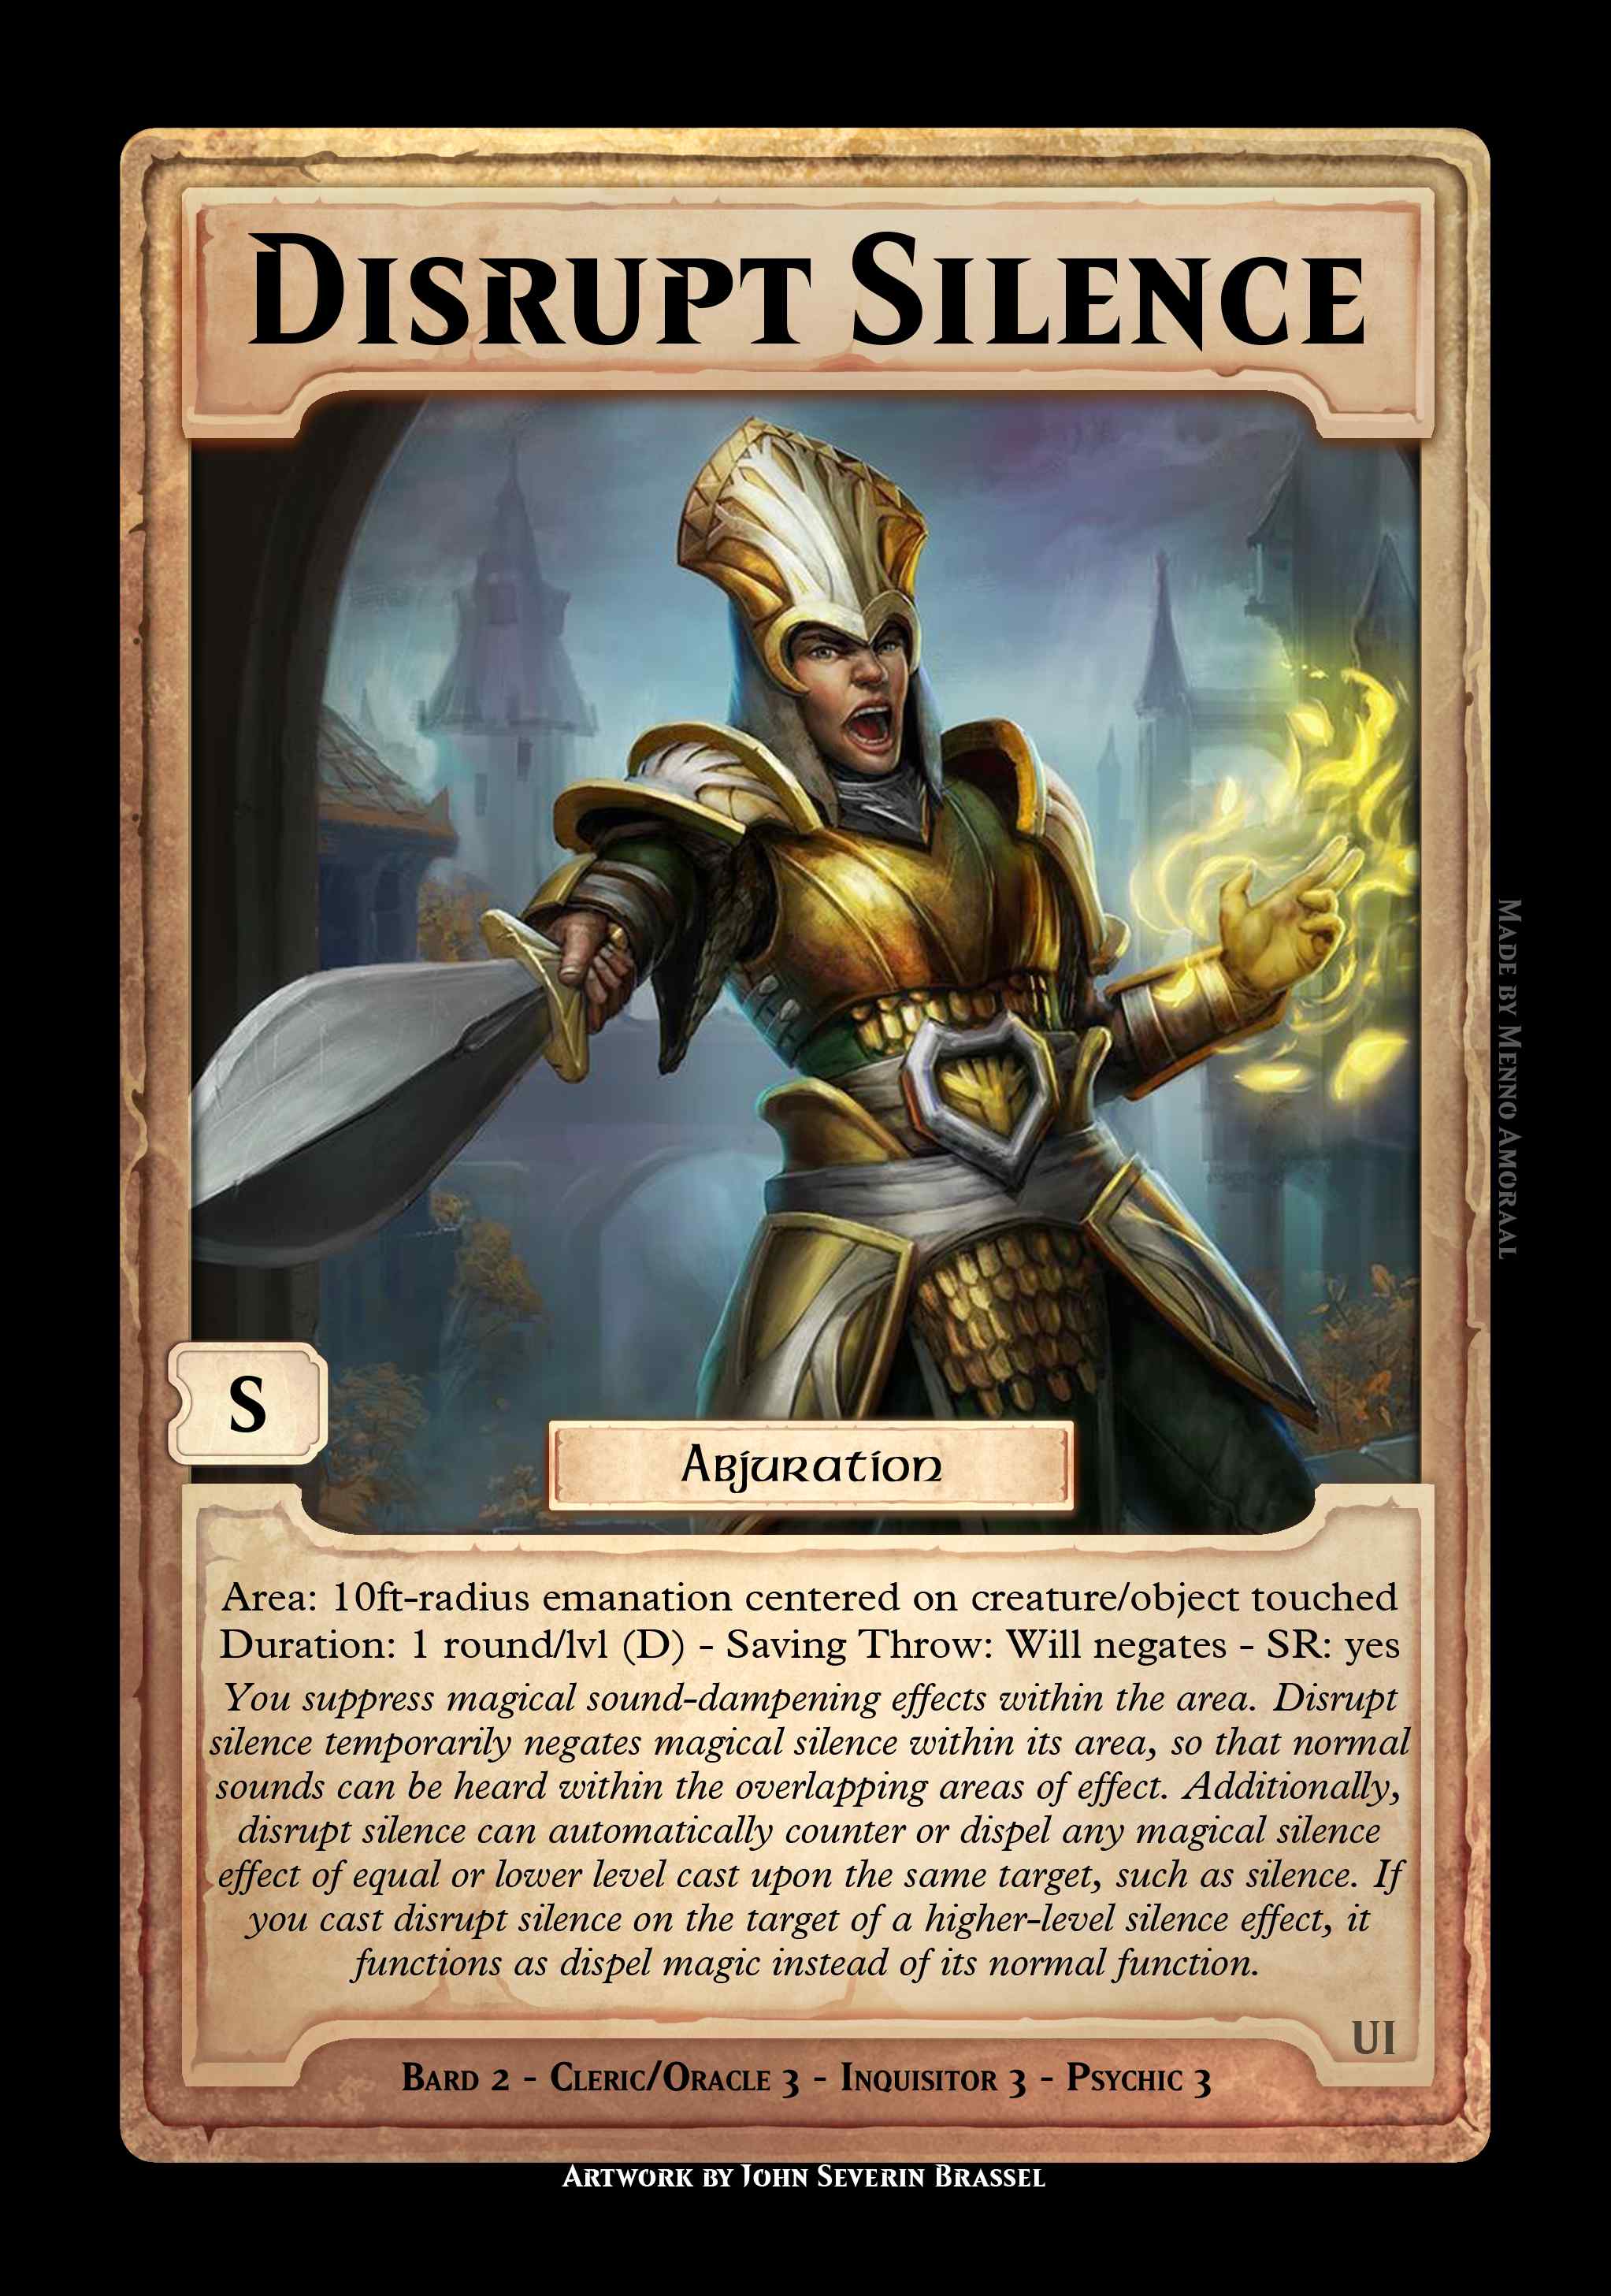 Disrupt Silence
Made by Menno Amoraal
S
Abjuration
Area: 10ft-radius emanation centered on creature/object touched
Duration: 1 round/lvl (D) - Saving Throw: Will negates - SR: yes
You suppress magical sound-dampening effects within the area. Disrupt
silence temporarily negates magical silence within its area, so that normal
sounds can be heard within the overlapping areas of effect. Additionally,
disrupt silence can automatically counter or dispel any magical silence
effect of equal or lower level cast upon the same target, such as silence. If
you cast disrupt silence on the target of a higher-level silence effect, it
functions as dispel magic instead of its normal function.
UI
Bard 2 - Cleric/Oracle 3 - Inquisitor 3 - Psychic 3
Artwork by John Severin Brassel